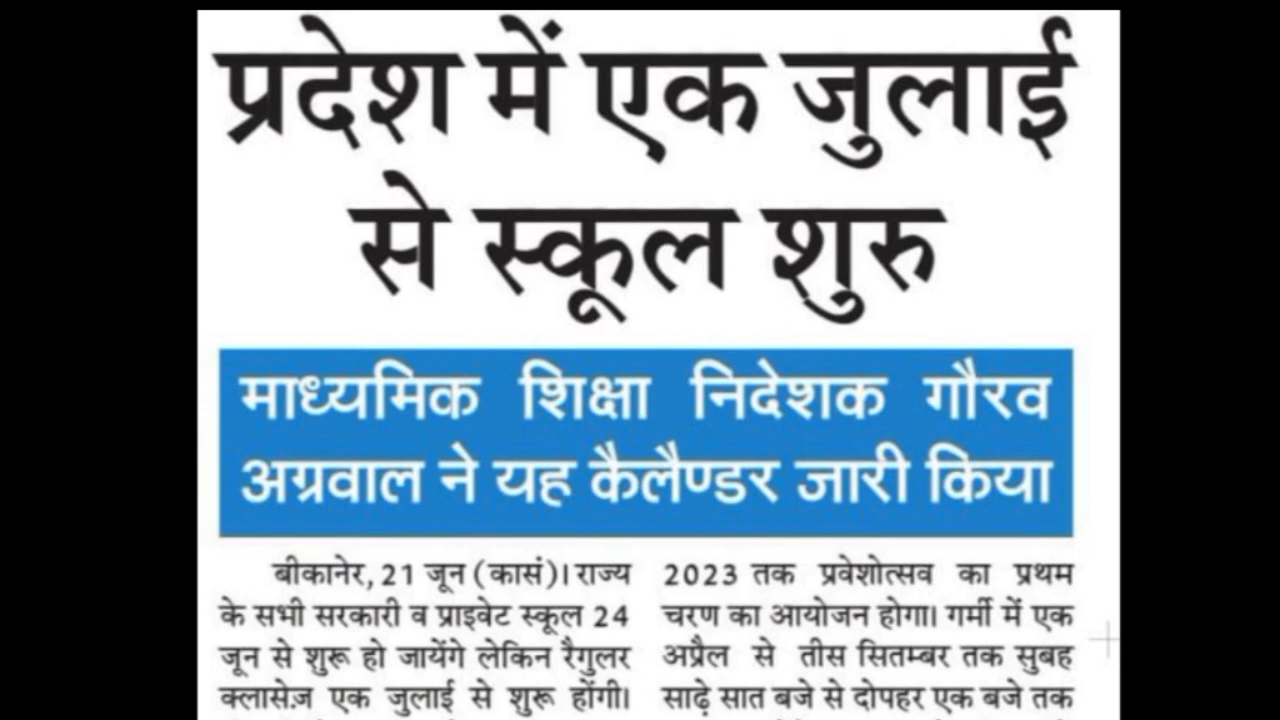 प्रदेश में एक जुलाई
से स्कूल शुरु
माध्यमिक शिक्षा निदेशक गौरव
अग्रवाल ने यह कैलैण्डर जारी किया
बीकानेर, 21 जून (कासं)। राज्य
के सभी सरकारी व प्राइवेट स्कूल 24
जून से शुरू हो जायेंगे लेकिन रैगुलर
क्लासेज़ एक जुलाई से शुरू होंगी।
2023 तक प्रवेशोत्सव का प्रथम
चरण का आयोजन होगा। गर्मी में एक
अप्रैल से तीस सितम्बर तक सुबह
साढ़े सात बजे से दोपहर एक बजे तक